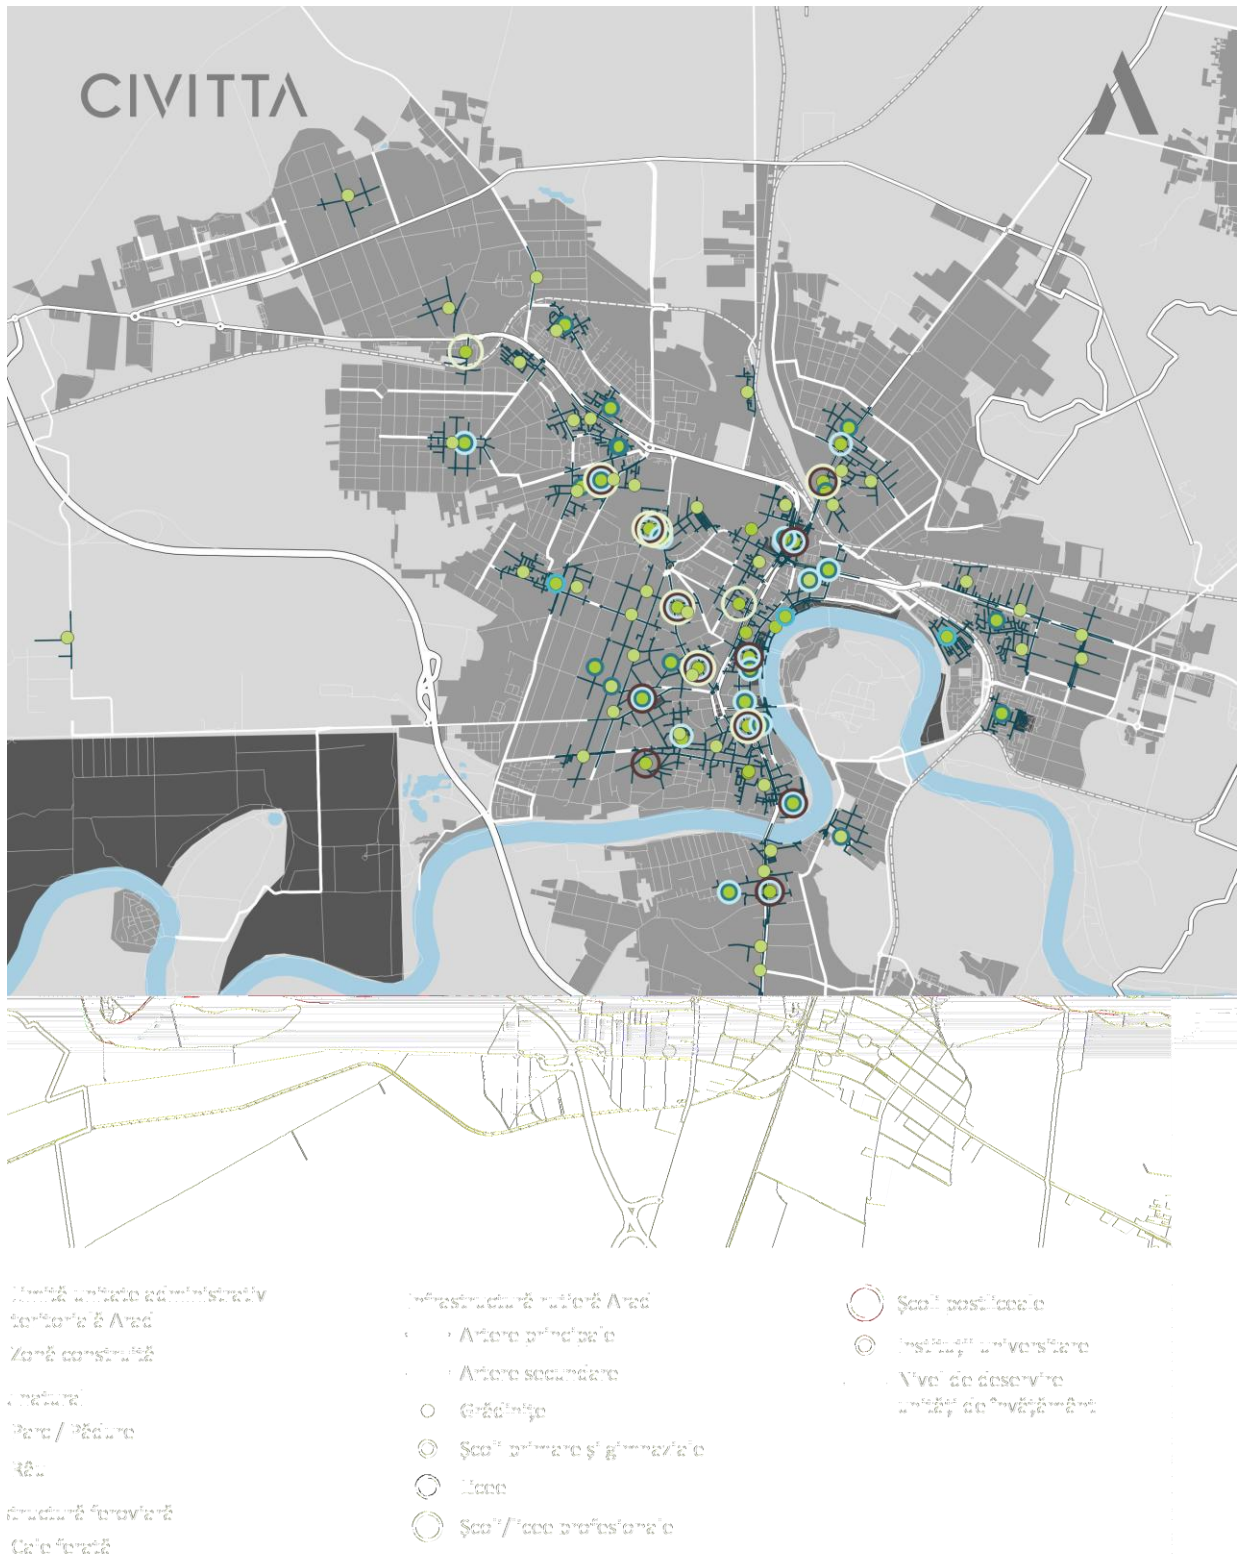 CIVITTA
Limită unitate administrativ
teritorială Arad
Zonă construită
Parc / Pădure
Râu
feroviară
Cale ferată
Infrastructură rutieră Arad
Artere principale
Artere secundare
Grădinițe
Școli primare și gimnaziale
Licee
Școli/licee profesionale
Școli postliceale
Instituții universitare
Nivel de deservire
unități de învățământ